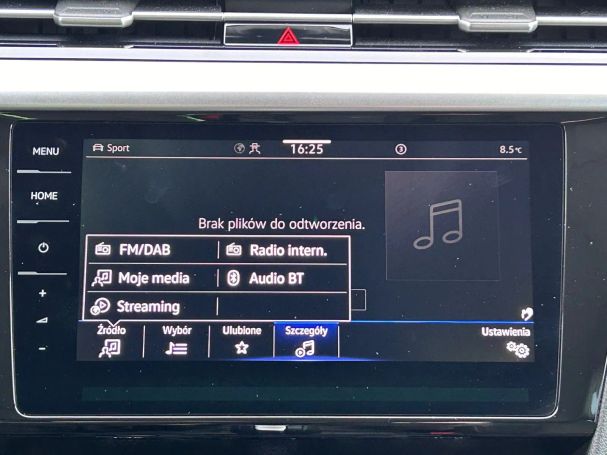 MENU
HOME
Sport
16:25
3
8.5°C
Brak plików do odtworzenia.
FM/DAB
Radio intern.
Moje media
Audio BT
Streaming
Źródło
Wybór
Ulubione
Szczegóły
Ustawienia
+
-